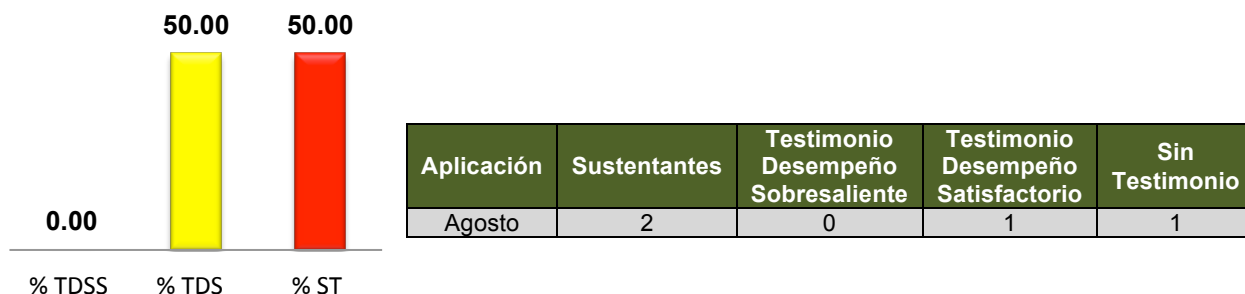 50.00 50.00
0.00
% TDSS % TDS % ST
Aplicación Sustentantes Testimonio Desempeño Sobresaliente Testimonio Desempeño Satisfactorio Sin Testimonio
Agosto 2 0 1 1